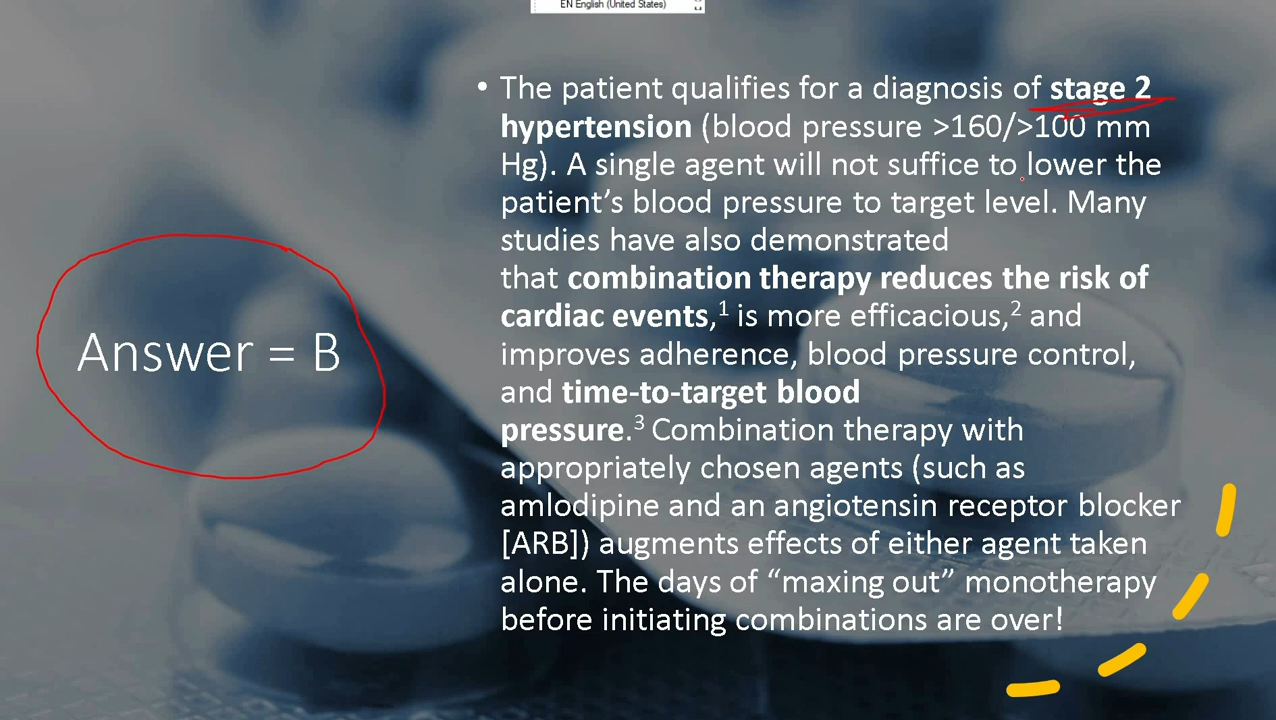 EN English (United States)
Answer = B
• The patient qualifies for a diagnosis of stage 2
hypertension (blood pressure >160/>100 mm
Hg). A single agent will not suffice to lower the
patient’s blood pressure to target level. Many
studies have also demonstrated
that combination therapy reduces the risk of
cardiac events,¹ is more efficacious,² and
improves adherence, blood pressure control,
and time-to-target blood
pressure.³ Combination therapy with
appropriately chosen agents (such as
amlodipine and an angiotensin receptor blocker
[ARB]) augments effects of either agent taken
alone. The days of “maxing out” monotherapy
before initiating combinations are over!